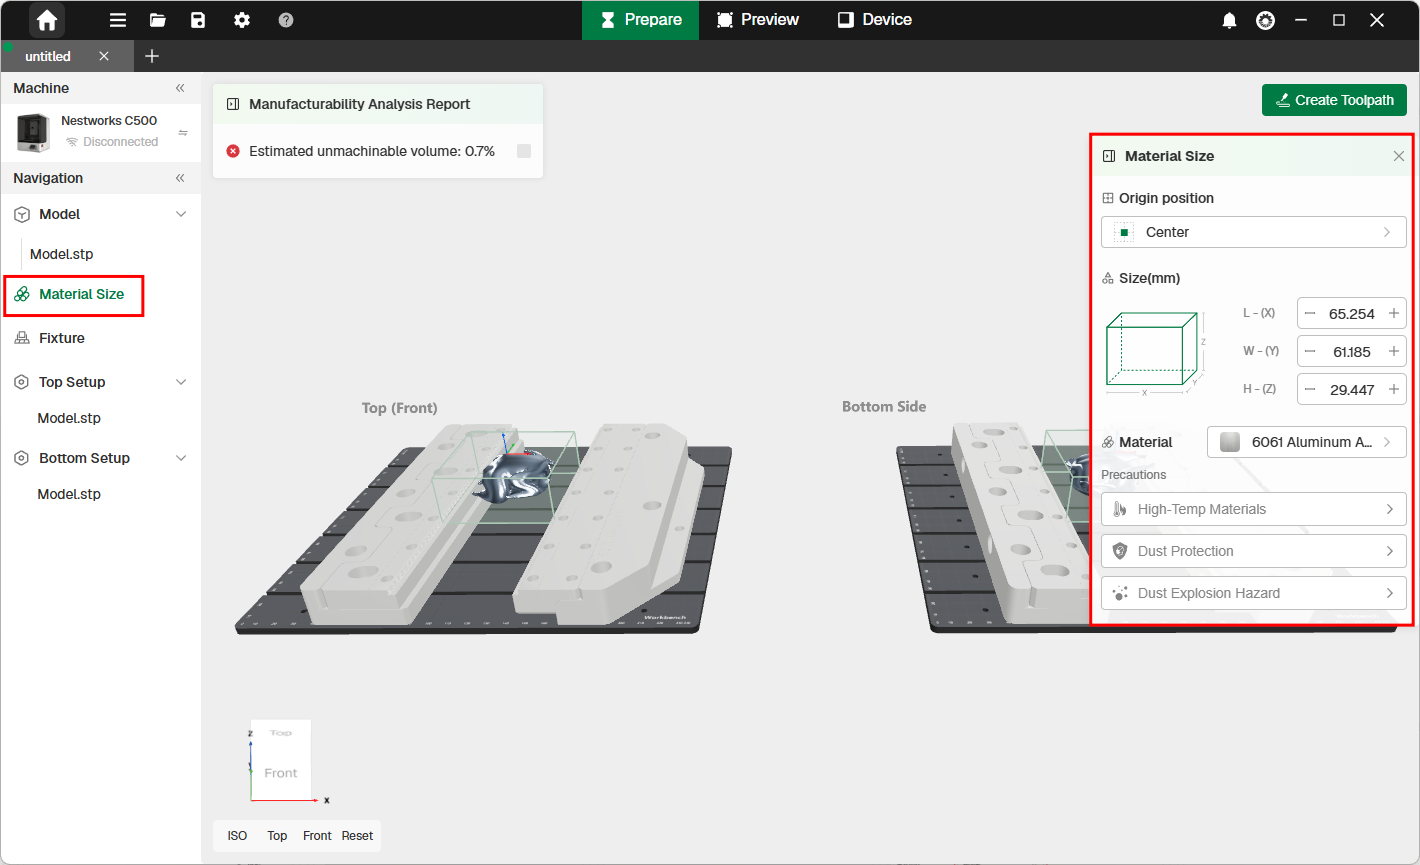 Prepare
Preview
Device
untitled
Machine
Nestworks C500
Disconnected
Navigation
Model
Model.stp
Material Size
Fixture
Top Setup
Model.stp
Bottom Setup
Model.stp
Manufacturability Analysis Report
Estimated unmachinable volume: 0.7%
Create Toolpath
Top (Front)
Bottom Side
Workbench
Material Size
Origin position
Center
Size(mm)
L - (X) 65.254
W - (Y) 61.185
H - (Z) 29.447
X
Y
Z
Material 6061 Aluminum A...
Precautions
High-Temp Materials
Dust Protection
Dust Explosion Hazard
Z
Top
Front
X
ISO Top Front Reset